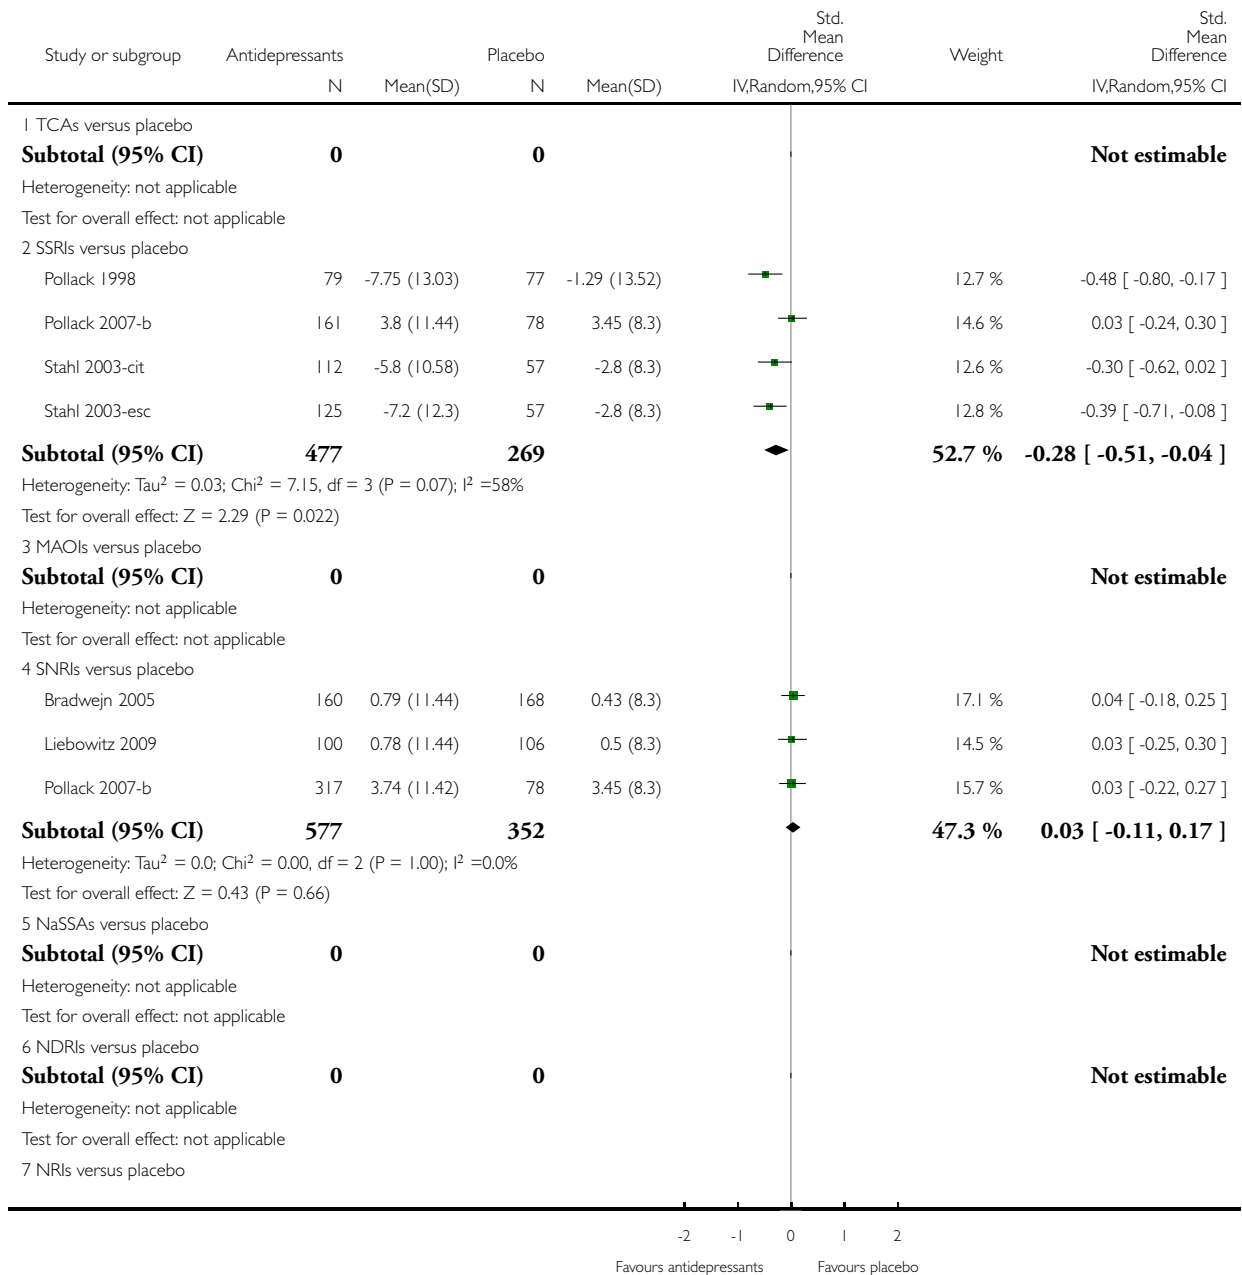 Std.
Mean
Difference
Std.
Mean
Difference
Study or subgroup Antidepressants Placebo Weight
N Mean(SD) N Mean(SD) IV,Random,95% CI IV,Random,95% CI
1 TCAs versus placebo
Subtotal (95% CI) 0 0 Not estimable
Heterogeneity: not applicable
Test for overall effect: not applicable
2 SSRIs versus placebo
Pollack 1998 79 -7.75 (13.03) 77 -1.29 (13.52) 12.7 % -0.48 [ -0.80, -0.17 ]
Pollack 2007-b 161 3.8 (11.44) 78 3.45 (8.3) 14.6 % 0.03 [ -0.24, 0.30 ]
Stahl 2003-cit 112 -5.8 (10.58) 57 -2.8 (8.3) 12.6 % -0.30 [ -0.62, 0.02 ]
Stahl 2003-esc 125 -7.2 (12.3) 57 -2.8 (8.3) 12.8 % -0.39 [ -0.71, -0.08 ]
Subtotal (95% CI) 477 269 52.7 % -0.28 [ -0.51, -0.04 ]
Heterogeneity: Tau² = 0.03; Chi² = 7.15, df = 3 (P = 0.07); I² =58%
Test for overall effect: Z = 2.29 (P = 0.022)
3 MAOIs versus placebo
Subtotal (95% CI) 0 0 Not estimable
Heterogeneity: not applicable
Test for overall effect: not applicable
4 SNRIs versus placebo
Bradwejn 2005 160 0.79 (11.44) 168 0.43 (8.3) 17.1 % 0.04 [ -0.18, 0.25 ]
Liebowitz 2009 100 0.78 (11.44) 106 0.5 (8.3) 14.5 % 0.03 [ -0.25, 0.30 ]
Pollack 2007-b 317 3.74 (11.42) 78 3.45 (8.3) 15.7 % 0.03 [ -0.22, 0.27 ]
Subtotal (95% CI) 577 352 47.3 % 0.03 [ -0.11, 0.17 ]
Heterogeneity: Tau² = 0.0; Chi² = 0.00, df = 2 (P = 1.00); I² =0.0%
Test for overall effect: Z = 0.43 (P = 0.66)
5 NaSSAs versus placebo
Subtotal (95% CI) 0 0 Not estimable
Heterogeneity: not applicable
Test for overall effect: not applicable
6 NDRIs versus placebo
Subtotal (95% CI) 0 0 Not estimable
Heterogeneity: not applicable
Test for overall effect: not applicable
7 NRIs versus placebo
-2 -1 0 1 2
Favours antidepressants Favours placebo